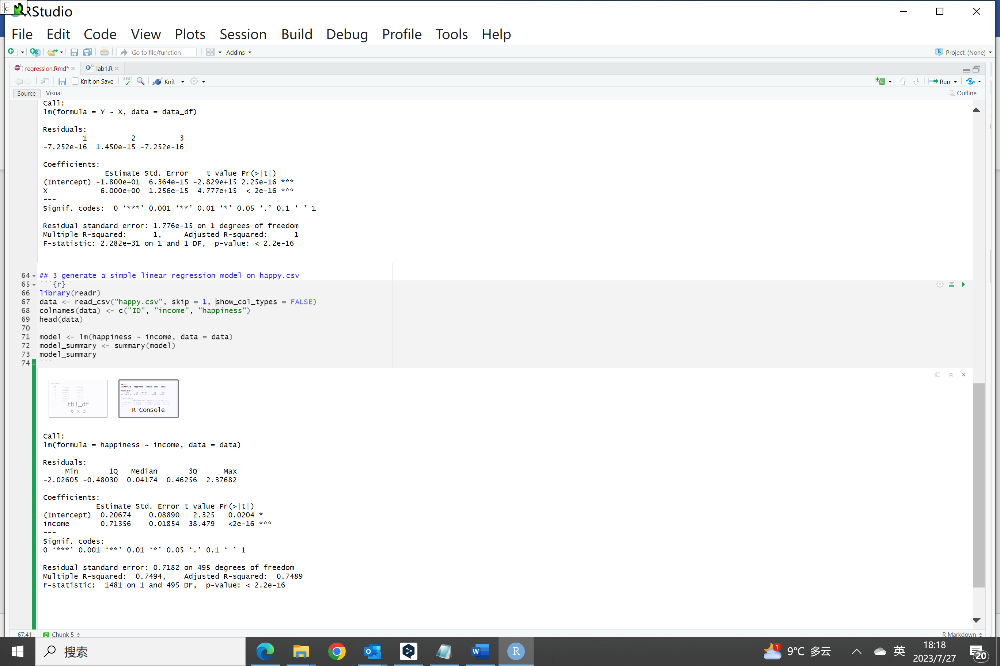 RStudio
File Edit Code View Plots Session Build Debug Profile Tools Help
Go to file/function Addins Project: (None)
regression.Rmd* lab1.R
Knit on Save ABC Knit Run
Source Visual Outline
Call:
lm(formula = Y ~ X, data = data_df)
Residuals:
1 2 3
-7.252e-16 1.450e-15 -7.252e-16
Coefficients:
Estimate Std. Error t value Pr(>|t|)
(Intercept) -1.800e+01 6.364e-15 -2.829e+15 2.25e-16 ***
X 6.000e+00 1.256e-15 4.777e+15 < 2e-16 ***
---
Signif. codes: 0 ‘***’ 0.001 ‘**’ 0.01 ‘*’ 0.05 ‘.’ 0.1 ‘ ’ 1
Residual standard error: 1.776e-15 on 1 degrees of freedom
Multiple R-squared: 1, Adjusted R-squared: 1
F-statistic: 2.282e+31 on 1 and 1 DF, p-value: < 2.2e-16
64 ## 3 generate a simple linear regression model on happy.csv
65 ```{r}
66 library(readr)
67 data <- read_csv("happy.csv", skip = 1, show_col_types = FALSE)
68 colnames(data) <- c("ID", "income", "happiness")
69 head(data)
70
71 model <- lm(happiness ~ income, data = data)
72 model_summary <- summary(model)
73 model_summary
74 ```
tbl_df
6 x 3
R Console
Call:
lm(formula = happiness ~ income, data = data)
Residuals:
Min 1Q Median 3Q Max
-2.02605 -0.48030 0.04174 0.46256 2.37682
Coefficients:
Estimate Std. Error t value Pr(>|t|)
(Intercept) 0.20674 0.08890 2.325 0.0204 *
income 0.71356 0.01854 38.479 <2e-16 ***
---
Signif. codes:
0 ‘***’ 0.001 ‘**’ 0.01 ‘*’ 0.05 ‘.’ 0.1 ‘ ’ 1
Residual standard error: 0.7182 on 495 degrees of freedom
Multiple R-squared: 0.7494, Adjusted R-squared: 0.7489
F-statistic: 1481 on 1 and 495 DF, p-value: < 2.2e-16
67:41 Chunk 5 R Markdown
搜索 1 9°C 多云 英 18:18
2023/7/27 20